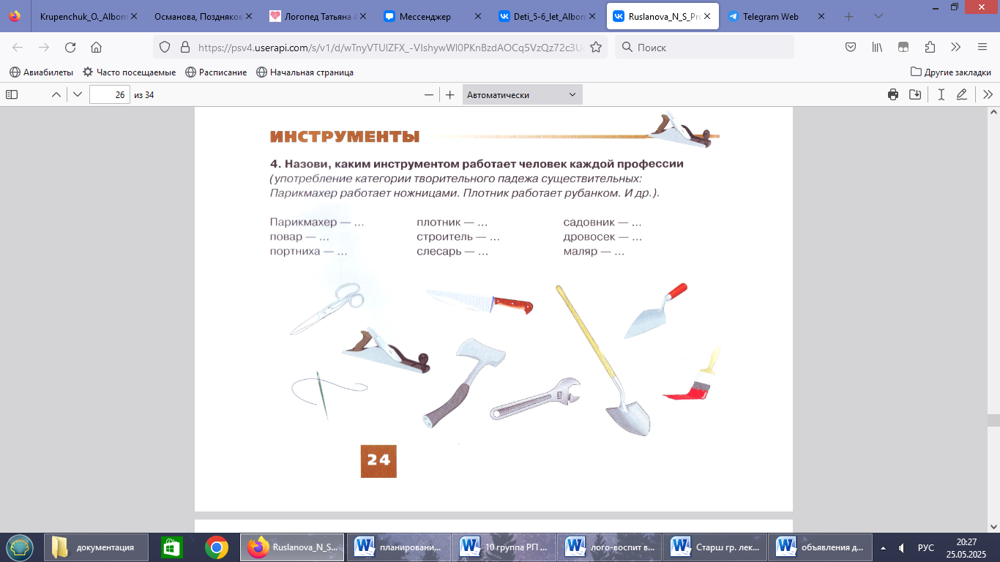 Krupenchuk_O._Albom
Османова, Поздняков
Логопед Татьяна А
Мессенджер
Deti_5-6_let_Albom
Ruslanova_N_S_Pro
Telegram Web
https://psv4.userapi.com/s/v1/d/wTnyVTUlZFX_-VIshywWl0PKnBzdAOCq5VzQz72c3U
Поиск
Авиабилеты
Часто посещаемые
Расписание
Начальная страница
Другие закладки
26 из 34
Автоматически
ИНСТРУМЕНТЫ
4. Назови, каким инструментом работает человек каждой профессии
(употребление категории творительного падежа существительных:
Парикмахер работает ножницами. Плотник работает рубанком. И др.).
Парикмахер — ... плотник — ... садовник — ...
повар — ... строитель — ... дровосек — ...
портниха — ... слесарь — ... маляр — ...
24
документация
Ruslanova_N_S...
планировани...
10 группа РП ...
лого-воспит в...
Старш гр. лек...
объявления д...
РУС
20:27
25.05.2025